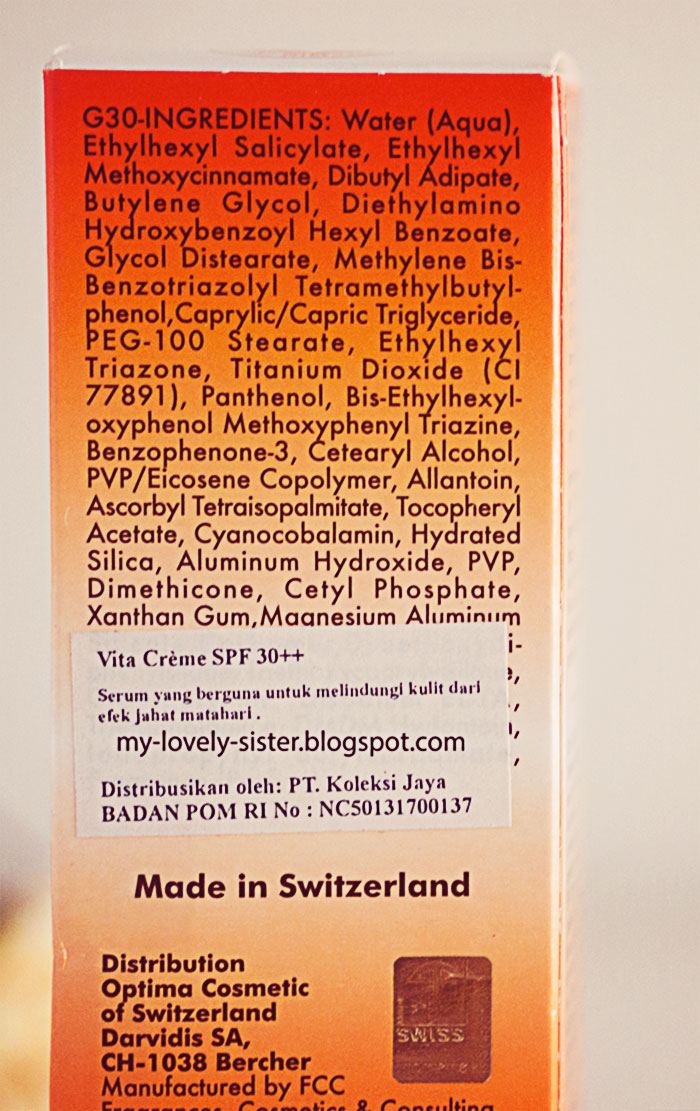 G30-INGREDIENTS: Water (Aqua),
Ethylhexyl Salicylate, Ethylhexyl
Methoxycinnamate, Dibutyl Adipate,
Butylene Glycol, Diethylamino
Hydroxybenzoyl Hexyl Benzoate,
Glycol Distearate, Methylene Bis-
Benzotriazolyl Tetramethylbutyl-
phenol,Caprylic/Capric Triglyceride,
PEG-100 Stearate, Ethylhexyl
Triazone, Titanium Dioxide (CI
77891), Panthenol, Bis-Ethylhexyl-
oxyphenol Methoxyphenyl Triazine,
Benzophenone-3, Cetearyl Alcohol,
PVP/Eicosene Copolymer, Allantoin,
Ascorbyl Tetraisopalmitate, Tocopheryl
Acetate, Cyanocobalamin, Hydrated
Silica, Aluminum Hydroxide, PVP,
Dimethicone, Cetyl Phosphate,
Xanthan Gum,Magnesium Aluminum
Vita Crème SPF 30++
Serum yang berguna untuk melindungi kulit dari
efek jahat matahari .
my-lovely-sister.blogspot.com
Distribusikan oleh: PT. Koleksi Jaya
BADAN POM RI No : NC50131700137
Made in Switzerland
Distribution
Optima Cosmetic
of Switzerland
Darvidis SA,
CH-1038 Bercher
SWISS
Manufactured by FCC
Fragrances, Cosmetics & Consulting